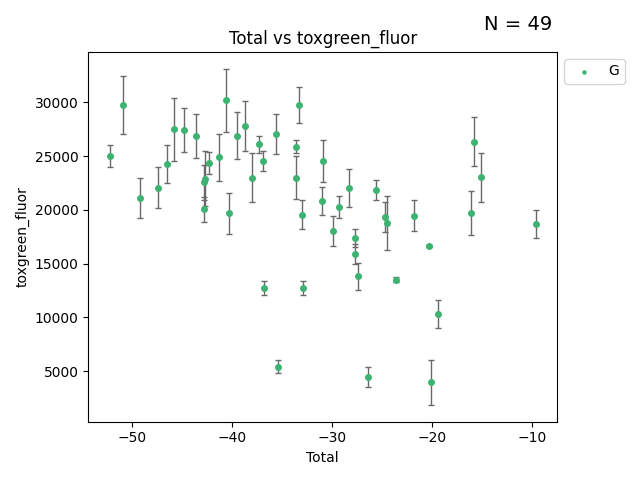 N = 49
Total vs toxgreen_fluor
G
toxgreen_fluor
30000
25000
20000
15000
10000
5000
−50 −40 −30 −20 −10
Total